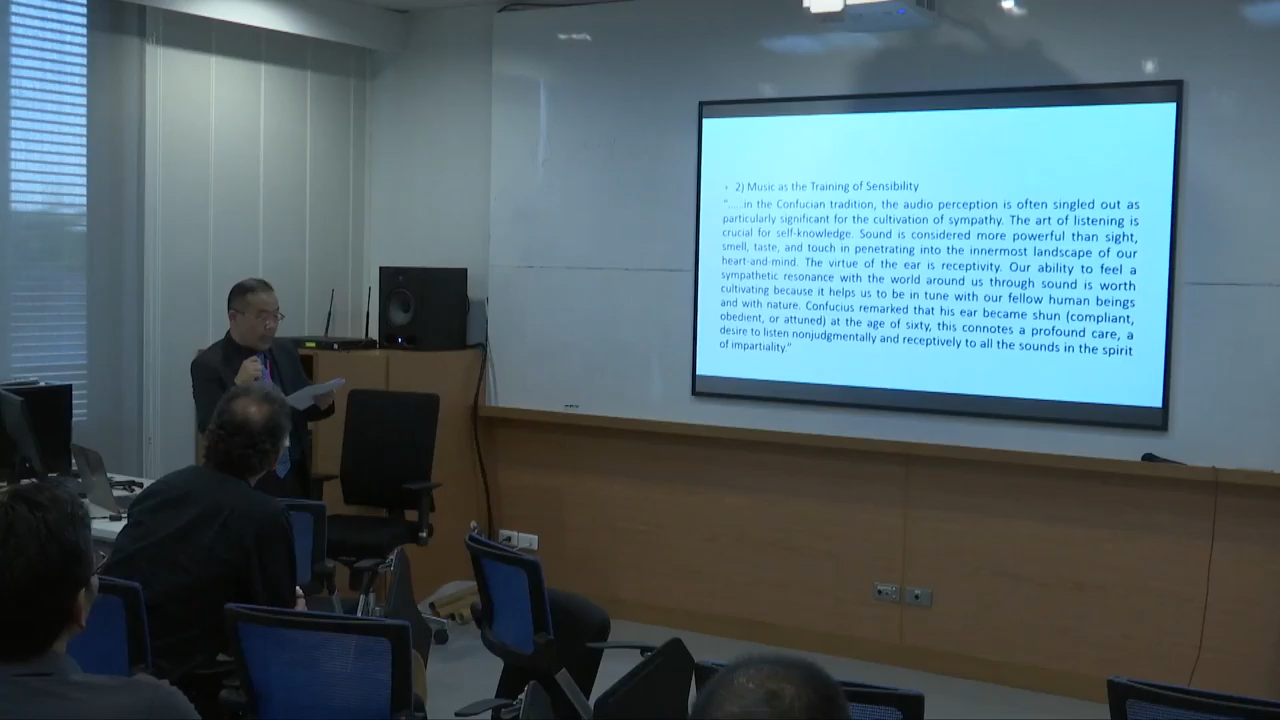 • 2) Music as the Training of Sensibility
“.....in the Confucian tradition, the audio perception is often singled out as
particularly significant for the cultivation of sympathy. The art of listening is
crucial for self-knowledge. Sound is considered more powerful than sight,
smell, taste, and touch in penetrating into the innermost landscape of our
heart-and-mind. The virtue of the ear is receptivity. Our ability to feel a
sympathetic resonance with the world around us through sound is worth
cultivating because it helps us to be in tune with our fellow human beings
and with nature. Confucius remarked that his ear became shun (compliant,
obedient, or attuned) at the age of sixty, this connotes a profound care, a
desire to listen nonjudgmentally and receptively to all the sounds in the spirit
of impartiality.”